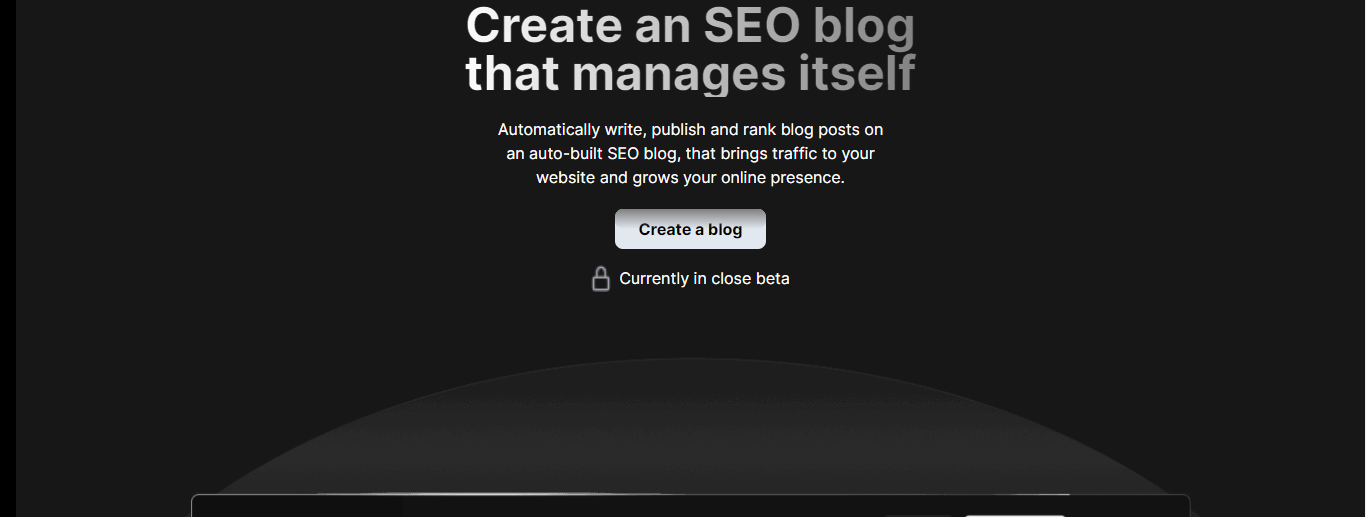 Create an SEO blog
that manages itself
Automatically write, publish and rank blog posts on
an auto-built SEO blog, that brings traffic to your
website and grows your online presence.
Create a blog
Currently in close beta